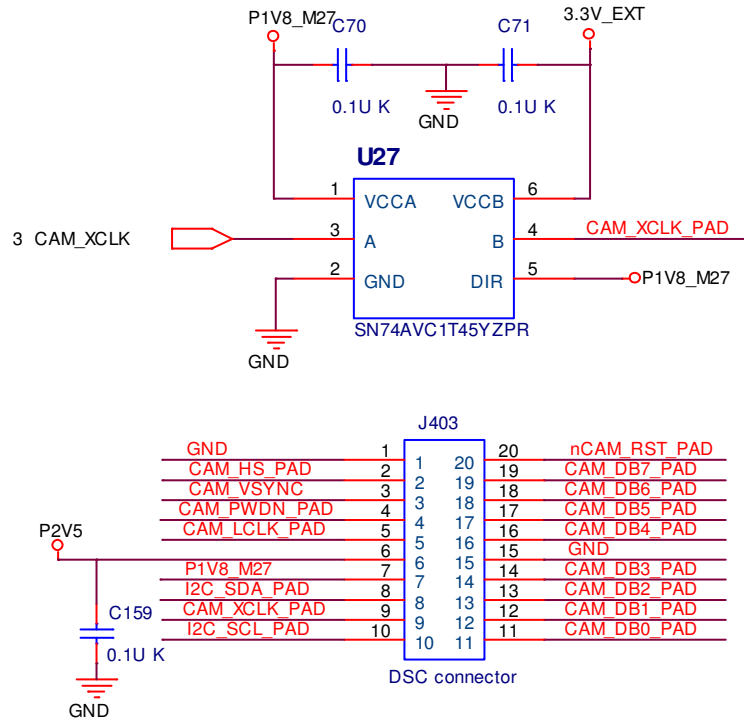 P1V8_M27 C70 C71 3.3V_EXT
0.1U K GND 0.1U K
U27
1 VCCA VCCB 6
3 CAM_XCLK 3 A B 4 CAM_XCLK_PAD
2 GND DIR 5 P1V8_M27
GND SN74AVC1T45YZPR
J403
GND 1 1 20 20 nCAM_RST_PAD
CAM_HS_PAD 2 2 19 19 CAM_DB7_PAD
CAM_VSYNC 3 3 18 18 CAM_DB6_PAD
CAM_PWDN_PAD 4 4 17 17 CAM_DB5_PAD
CAM_LCLK_PAD 5 5 16 16 CAM_DB4_PAD
P2V5 6 6 15 15 GND
P1V8_M27 7 7 14 14 CAM_DB3_PAD
I2C_SDA_PAD 8 8 13 13 CAM_DB2_PAD
C159 CAM_XCLK_PAD 9 9 12 12 CAM_DB1_PAD
I2C_SCL_PAD 10 10 11 11 CAM_DB0_PAD
0.1U K
DSC connector
GND